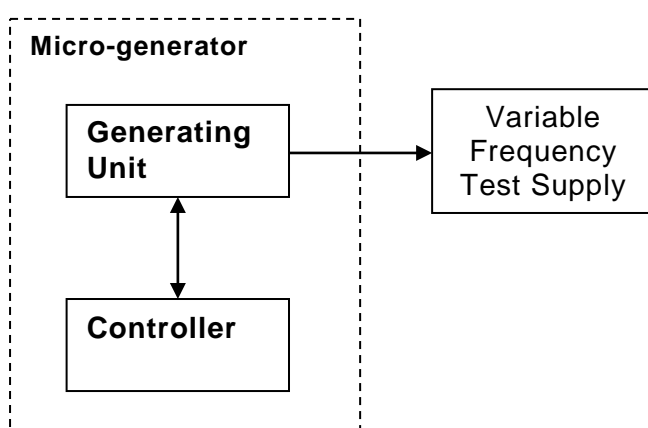 Micro-generator
Generating
Unit
Variable
Frequency
Test Supply
Controller